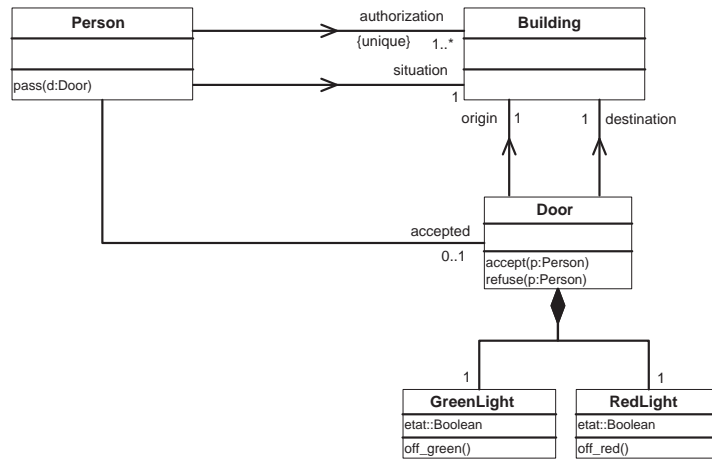 Person
authorization
Building
{unique}
1..*
pass(d:Door)
situation
1
origin
1
1
destination
Door
accepted
0..1
accept(p:Person)
refuse(p:Person)
1
1
GreenLight
RedLight
etat::Boolean
etat::Boolean
off_green()
off_red()